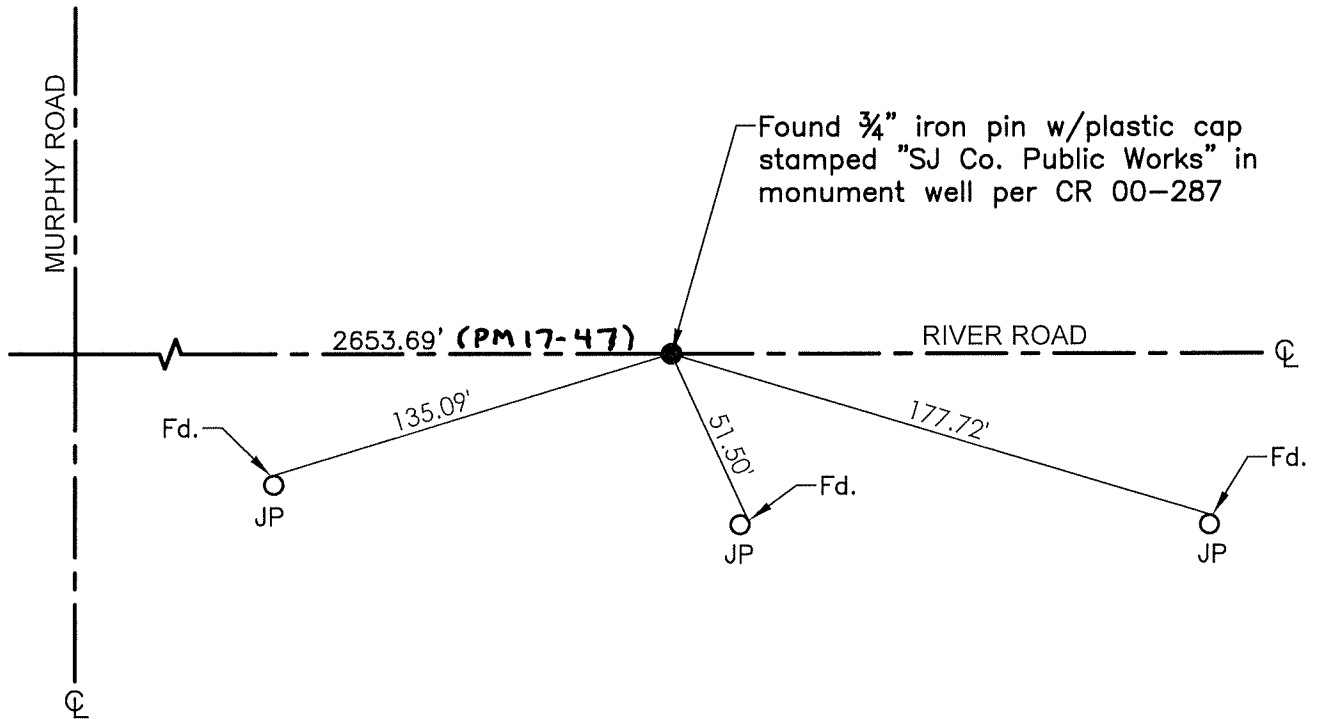 MURPHY ROAD
Found ¾" iron pin w/plastic cap
stamped "SJ Co. Public Works" in
monument well per CR 00-287
2653.69' (PM 17-47)
RIVER ROAD
℄
135.09'
51.50'
177.72'
Fd.
Fd.
Fd.
JP
JP
JP
℄